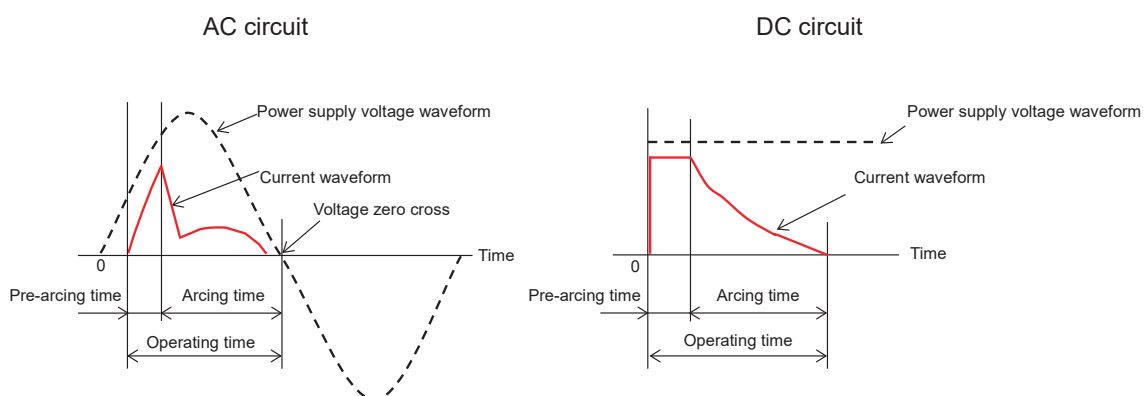 AC circuit
Power supply voltage waveform
Current waveform
Voltage zero cross
0
Time
Pre-arcing time
Arcing time
Operating time
DC circuit
Power supply voltage waveform
Current waveform
0
Time
Pre-arcing time
Arcing time
Operating time